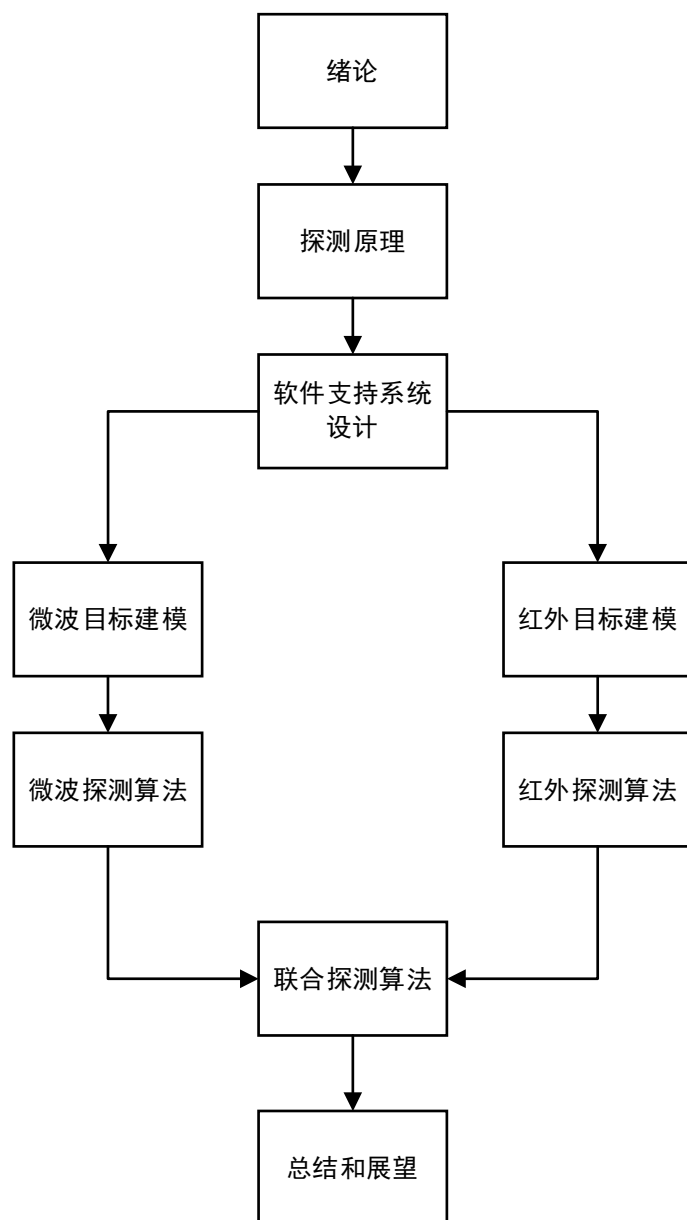 绪论
探测原理
软件支持系统
设计
微波目标建模
红外目标建模
微波探测算法
红外探测算法
联合探测算法
总结和展望